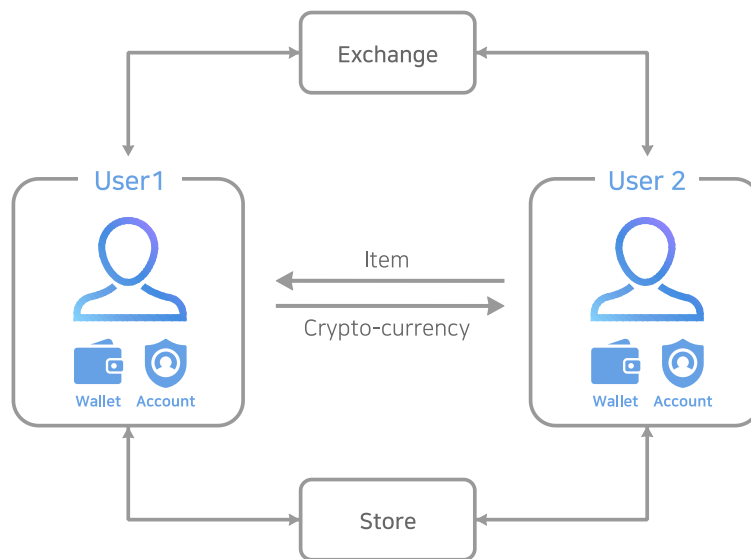 Exchange
User1
User 2
Item
Crypto-currency
Wallet Account
Wallet Account
Store